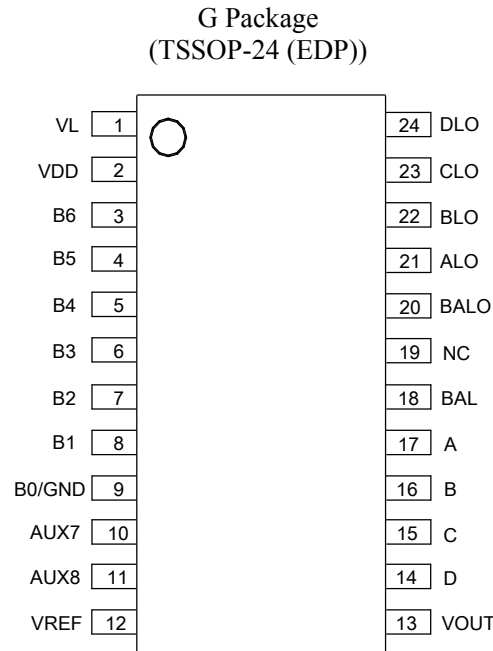 G Package
(TSSOP-24 (EDP))
VL 1 24 DLO
VDD 2 23 CLO
B6 3 22 BLO
B5 4 21 ALO
B4 5 20 BALO
B3 6 19 NC
B2 7 18 BAL
B1 8 17 A
B0/GND 9 16 B
AUX7 10 15 C
AUX8 11 14 D
VREF 12 13 VOUT